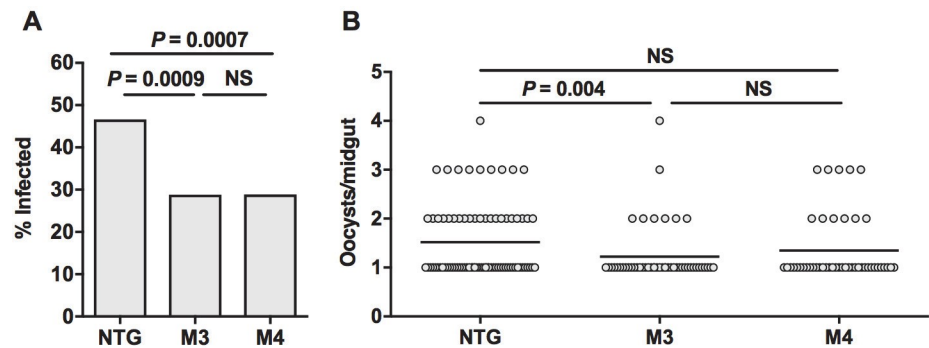 A
P = 0.0007
P = 0.0009 NS
% Infected
60
50
40
30
20
10
0
NTG M3 M4
B
NS
P = 0.004 NS
Oocysts/midgut
5
4
3
2
1
0
NTG M3 M4